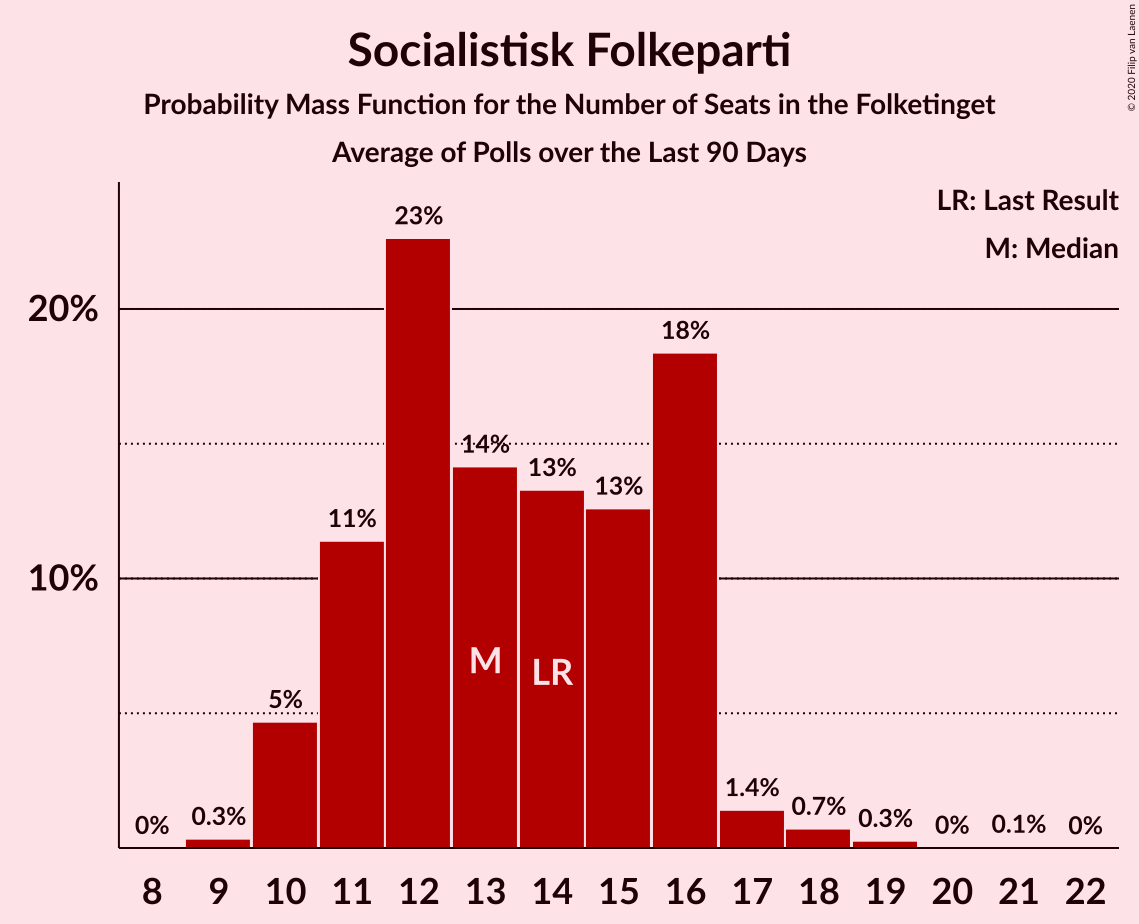 Socialistisk Folkeparti
Probability Mass Function for the Number of Seats in the Folketinget
Average of Polls over the Last 90 Days
© 2020 Filip van Laenen
LR: Last Result
M: Median
23%
20%
18%
14%
13%
13%
11%
10%
M
LR
5%
1.4%
0.7%
0.3%
0.3%
0%
0%
0.1%
0%
8 9 10 11 12 13 14 15 16 17 18 19 20 21 22